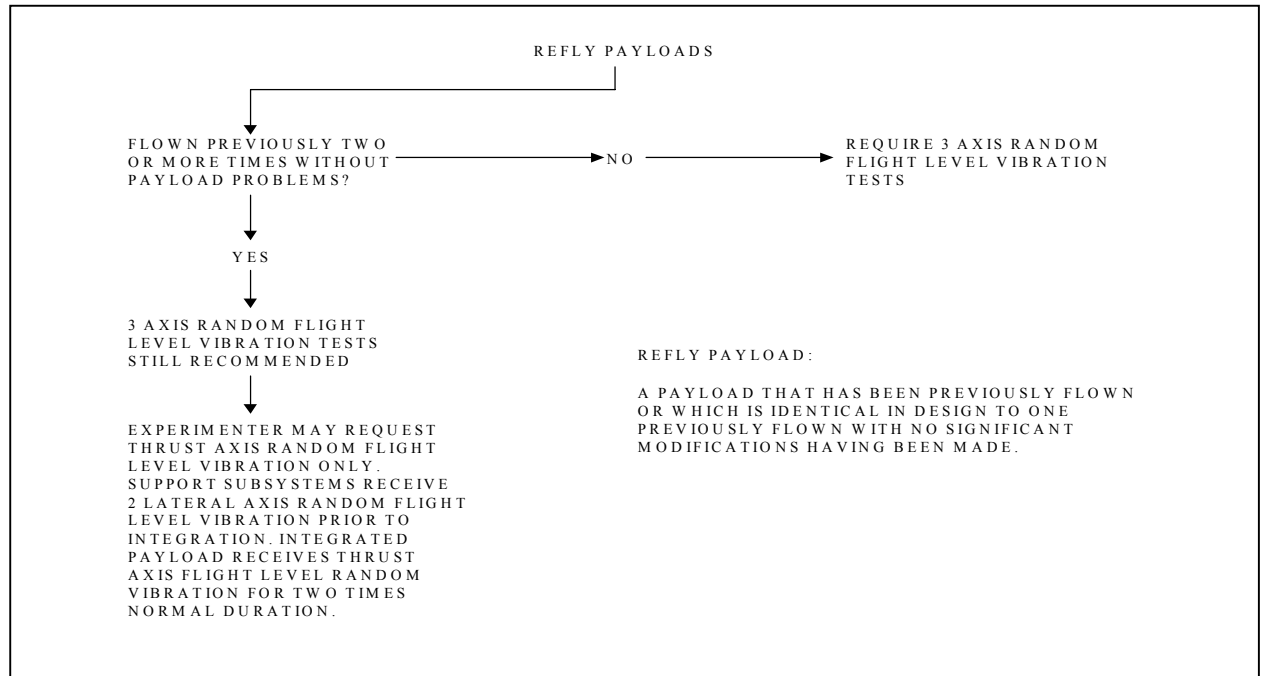 REFLY PAYLOADS
FLOWN PREVIOUSLY TWO
OR MORE TIMES WITHOUT
PAYLOAD PROBLEMS?
NO
REQUIRE 3 AXIS RANDOM
FLIGHT LEVEL VIBRATION
TESTS
YES
3 AXIS RANDOM FLIGHT
LEVEL VIBRATION TESTS
STILL RECOMMENDED
EXPERIMENTER MAY REQUEST
THRUST AXIS RANDOM FLIGHT
LEVEL VIBRATION ONLY.
SUPPORT SUBSYSTEMS RECEIVE
2 LATERAL AXIS RANDOM FLIGHT
LEVEL VIBRATION PRIOR TO
INTEGRATION. INTEGRATED
PAYLOAD RECEIVES THRUST
AXIS FLIGHT LEVEL RANDOM
VIBRATION FOR TWO TIMES
NORMAL DURATION.
REFLY PAYLOAD:
A PAYLOAD THAT HAS BEEN PREVIOUSLY FLOWN
OR WHICH IS IDENTICAL IN DESIGN TO ONE
PREVIOUSLY FLOWN WITH NO SIGNIFICANT
MODIFICATIONS HAVING BEEN MADE.